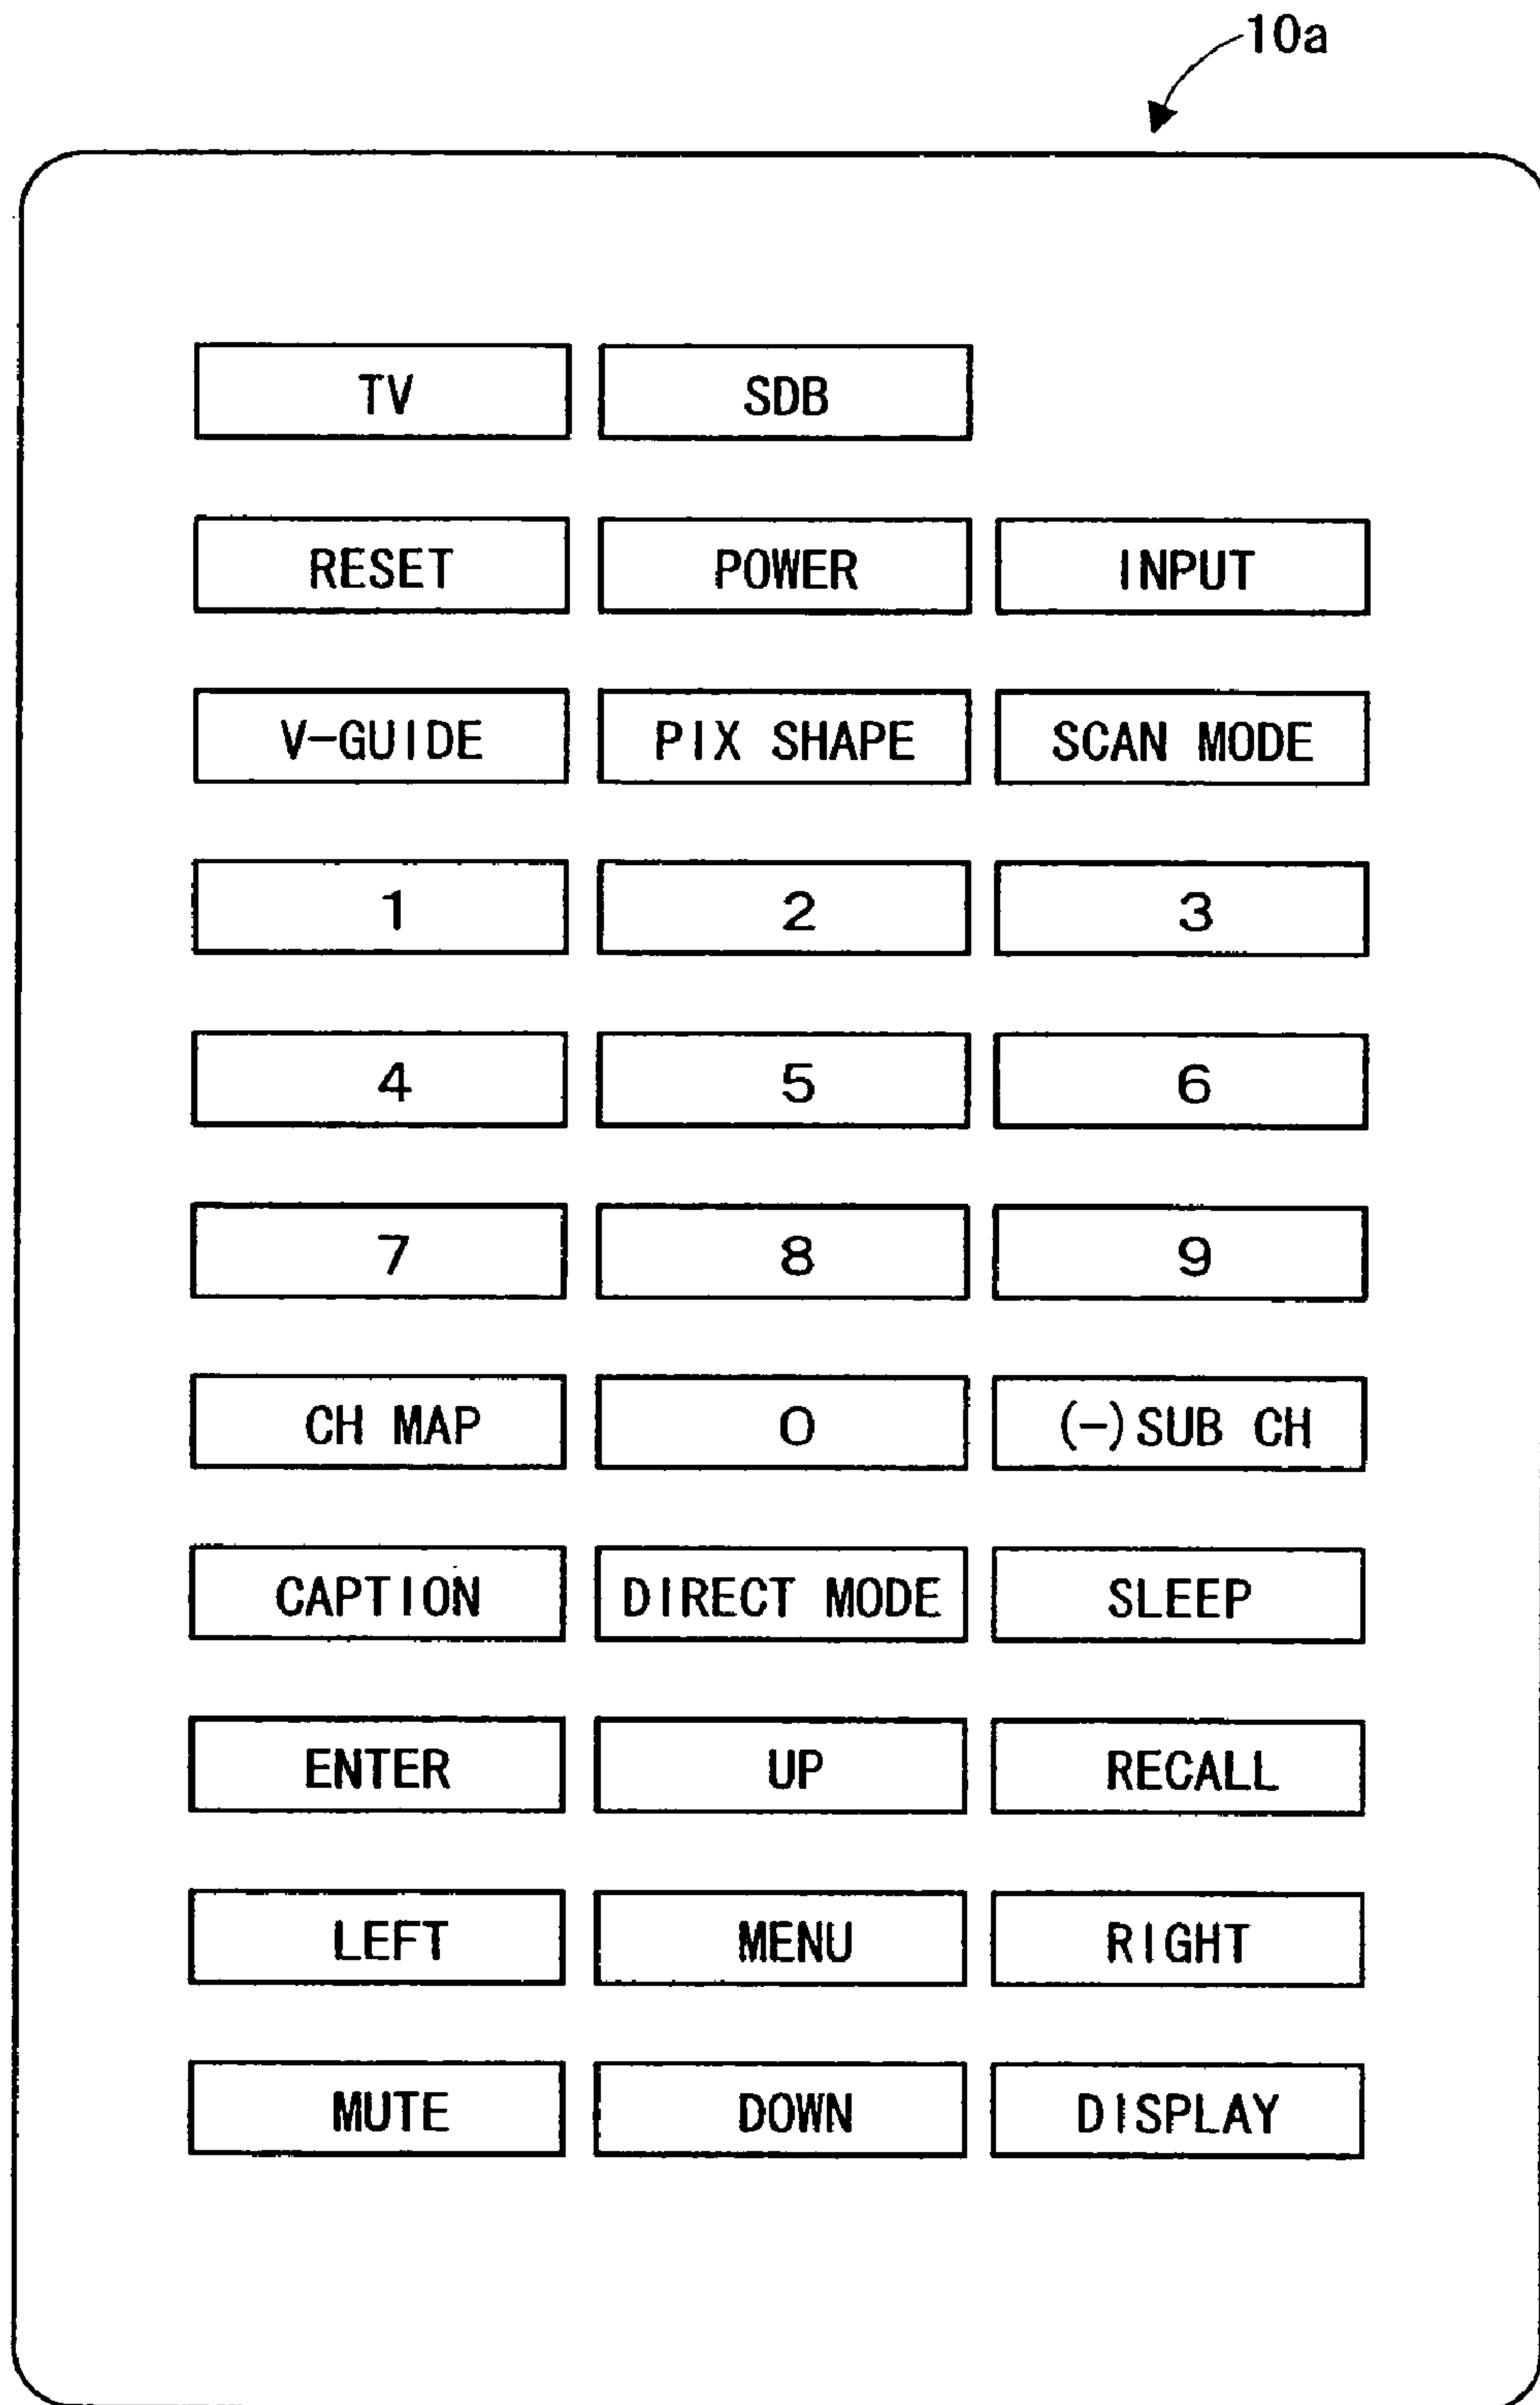 10a
TV SDB
RESET POWER INPUT
V-GUIDE PIX SHAPE SCAN MODE
1 2 3
4 5 6
7 8 9
CH MAP 0 (-)SUB CH
CAPTION DIRECT MODE SLEEP
ENTER UP RECALL
LEFT MENU RIGHT
MUTE DOWN DISPLAY